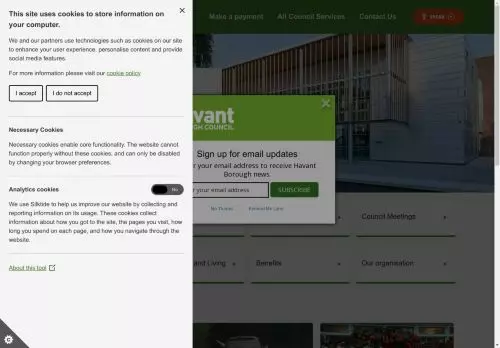 This site uses cookies to store information on
your computer.
We and our partners use technologies such as cookies on our site
to enhance your user experience, personalise content and provide
social media features.
For more information please visit our cookie policy
I accept
I do not accept
Necessary Cookies
Necessary cookies enable core functionality. The website cannot
function properly without these cookies, and can only be disabled
by changing your browser preferences.
Analytics cookies
No
We use Silktide to help us improve our website by collecting and
reporting information on its usage. These cookies collect
information about how you got to the site, the pages you visit, how
long you spend on each page, and how you navigate through the
website.
About this tool
Make a payment
All Council Services
Contact Us
vant
GH COUNCIL
Sign up for email updates
er your email address to receive Havant
Borough news.
er your email address
SUBSCRIBE
No Thanks
Remind Me Later
Council Meetings
and Living
Benefits
Our organisation